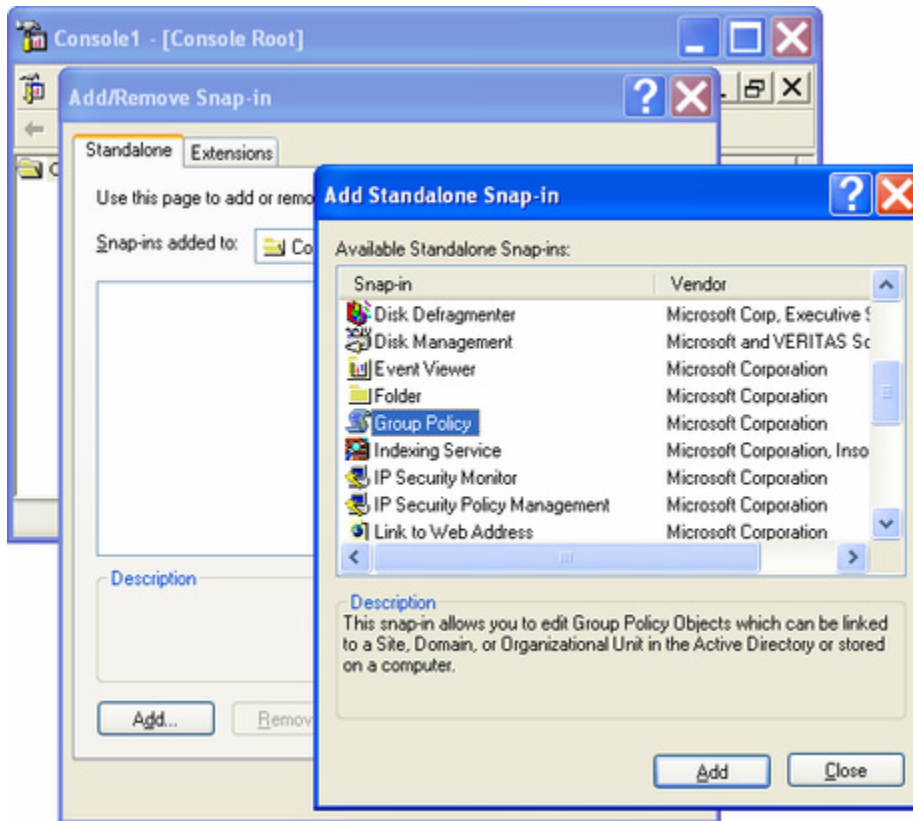 Console1 - [Console Root]
Add/Remove Snap-in
Standalone Extensions
Use this page to add or remo
Snap-ins added to: Co
Add Standalone Snap-in
Available Standalone Snap-ins:
Snap-in Vendor
Disk Defragmenter Microsoft Corp, Executive S
Disk Management Microsoft and VERITAS So
Event Viewer Microsoft Corporation
Folder Microsoft Corporation
Group Policy Microsoft Corporation
Indexing Service Microsoft Corporation, Inso
IP Security Monitor Microsoft Corporation
IP Security Policy Management Microsoft Corporation
Link to Web Address Microsoft Corporation
Description
This snap-in allows you to edit Group Policy Objects which can be linked
to a Site, Domain, or Organizational Unit in the Active Directory or stored
on a computer.
Add Close
Description
Add... Remov